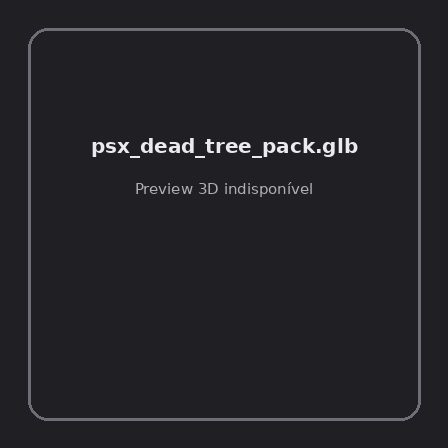 psx_dead_tree_pack.glb
Preview 3D indisponível